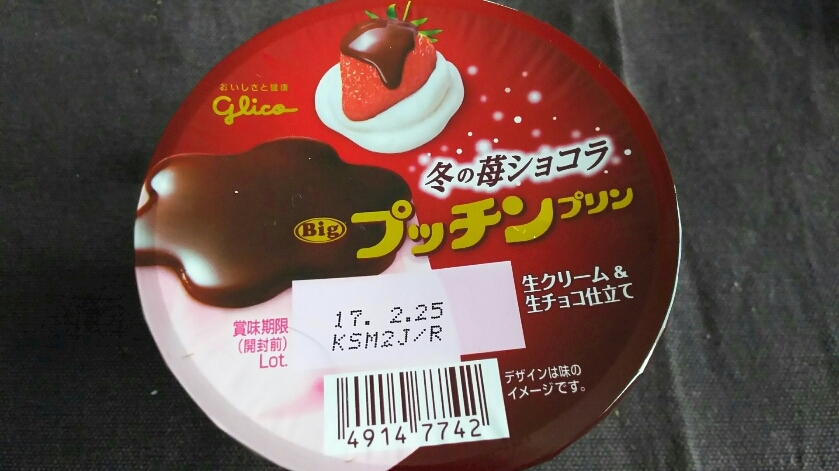 おいしさと健康
glico
冬の苺ショコラ
Big プッチンプリン
生クリーム&
生チョコ仕立て
賞味期限
(開封前)
Lot.
17. 2.25
KSM2J/R
デザインは味の
イメージです。
4914 7742